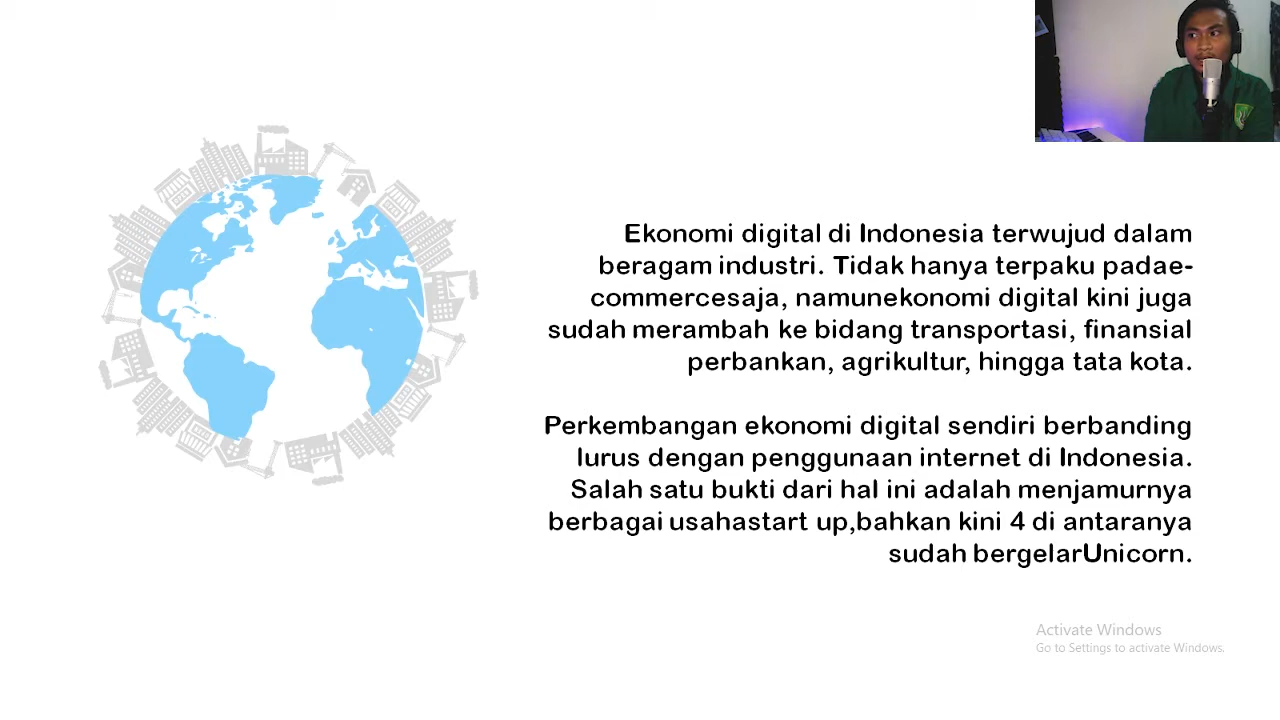 Ekonomi digital di Indonesia terwujud dalam
beragam industri. Tidak hanya terpaku padae-
commercesaja, namunekonomi digital kini juga
sudah merambah ke bidang transportasi, finansial
perbankan, agrikultur, hingga tata kota.
Perkembangan ekonomi digital sendiri berbanding
lurus dengan penggunaan internet di Indonesia.
Salah satu bukti dari hal ini adalah menjamurnya
berbagai usahastart up,bahkan kini 4 di antaranya
sudah bergelarUnicorn.
Activate Windows
Go to Settings to activate Windows.